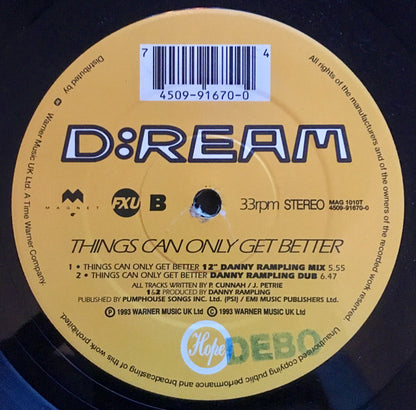 7 4
4509-91670-0
Distributed by Warner Music UK Ltd. A Time Warner Company.
All rights of the manufacturers and of the owners of the recorded work reserved.
D:REAM
MAGNET
FXU
B
33rpm STEREO MAG 1010T
4509-91670-0
THINGS CAN ONLY GET BETTER
1 • THINGS CAN ONLY GET BETTER 12" DANNY RAMPLING MIX 5.55
2 • THINGS CAN ONLY GET BETTER DANNY RAMPLING DUB 6.47
ALL TRACKS WRITTEN BY P. CUNNAH / J. PETRIE
1&2 PRODUCED BY DANNY RAMPLING
PUBLISHED BY PUMPHOUSE SONGS INC. Ltd. (PSI) / EMI MUSIC PUBLISHERS Ltd.
Ⓟ 1993 WARNER MUSIC UK Ltd © 1993 WARNER MUSIC UK Ltd
Hope DEBO
Unauthorised copying public performance and broadcasting of this work prohibited.